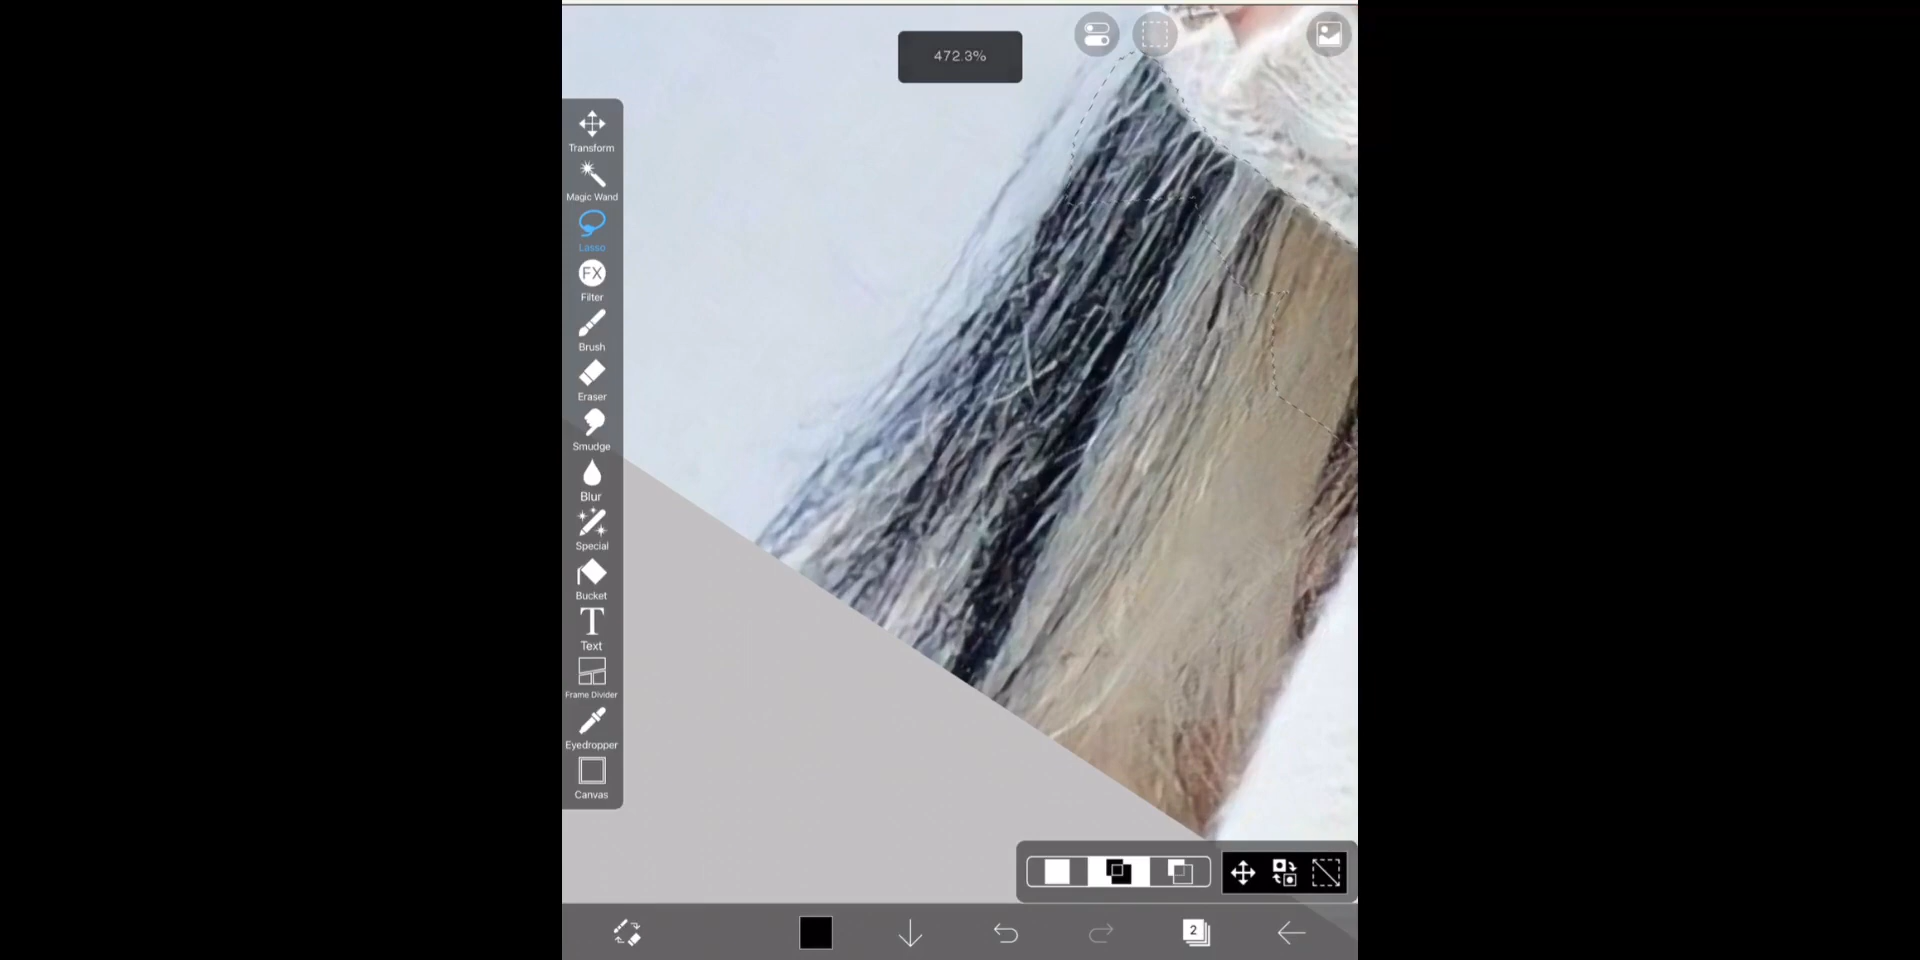 472.3%
Transform
Magic Wand
Lasso
FX
Filter
Brush
Eraser
Smudge
Blur
Special
Bucket
T
Text
Frame Divider
Eyedropper
Canvas
2